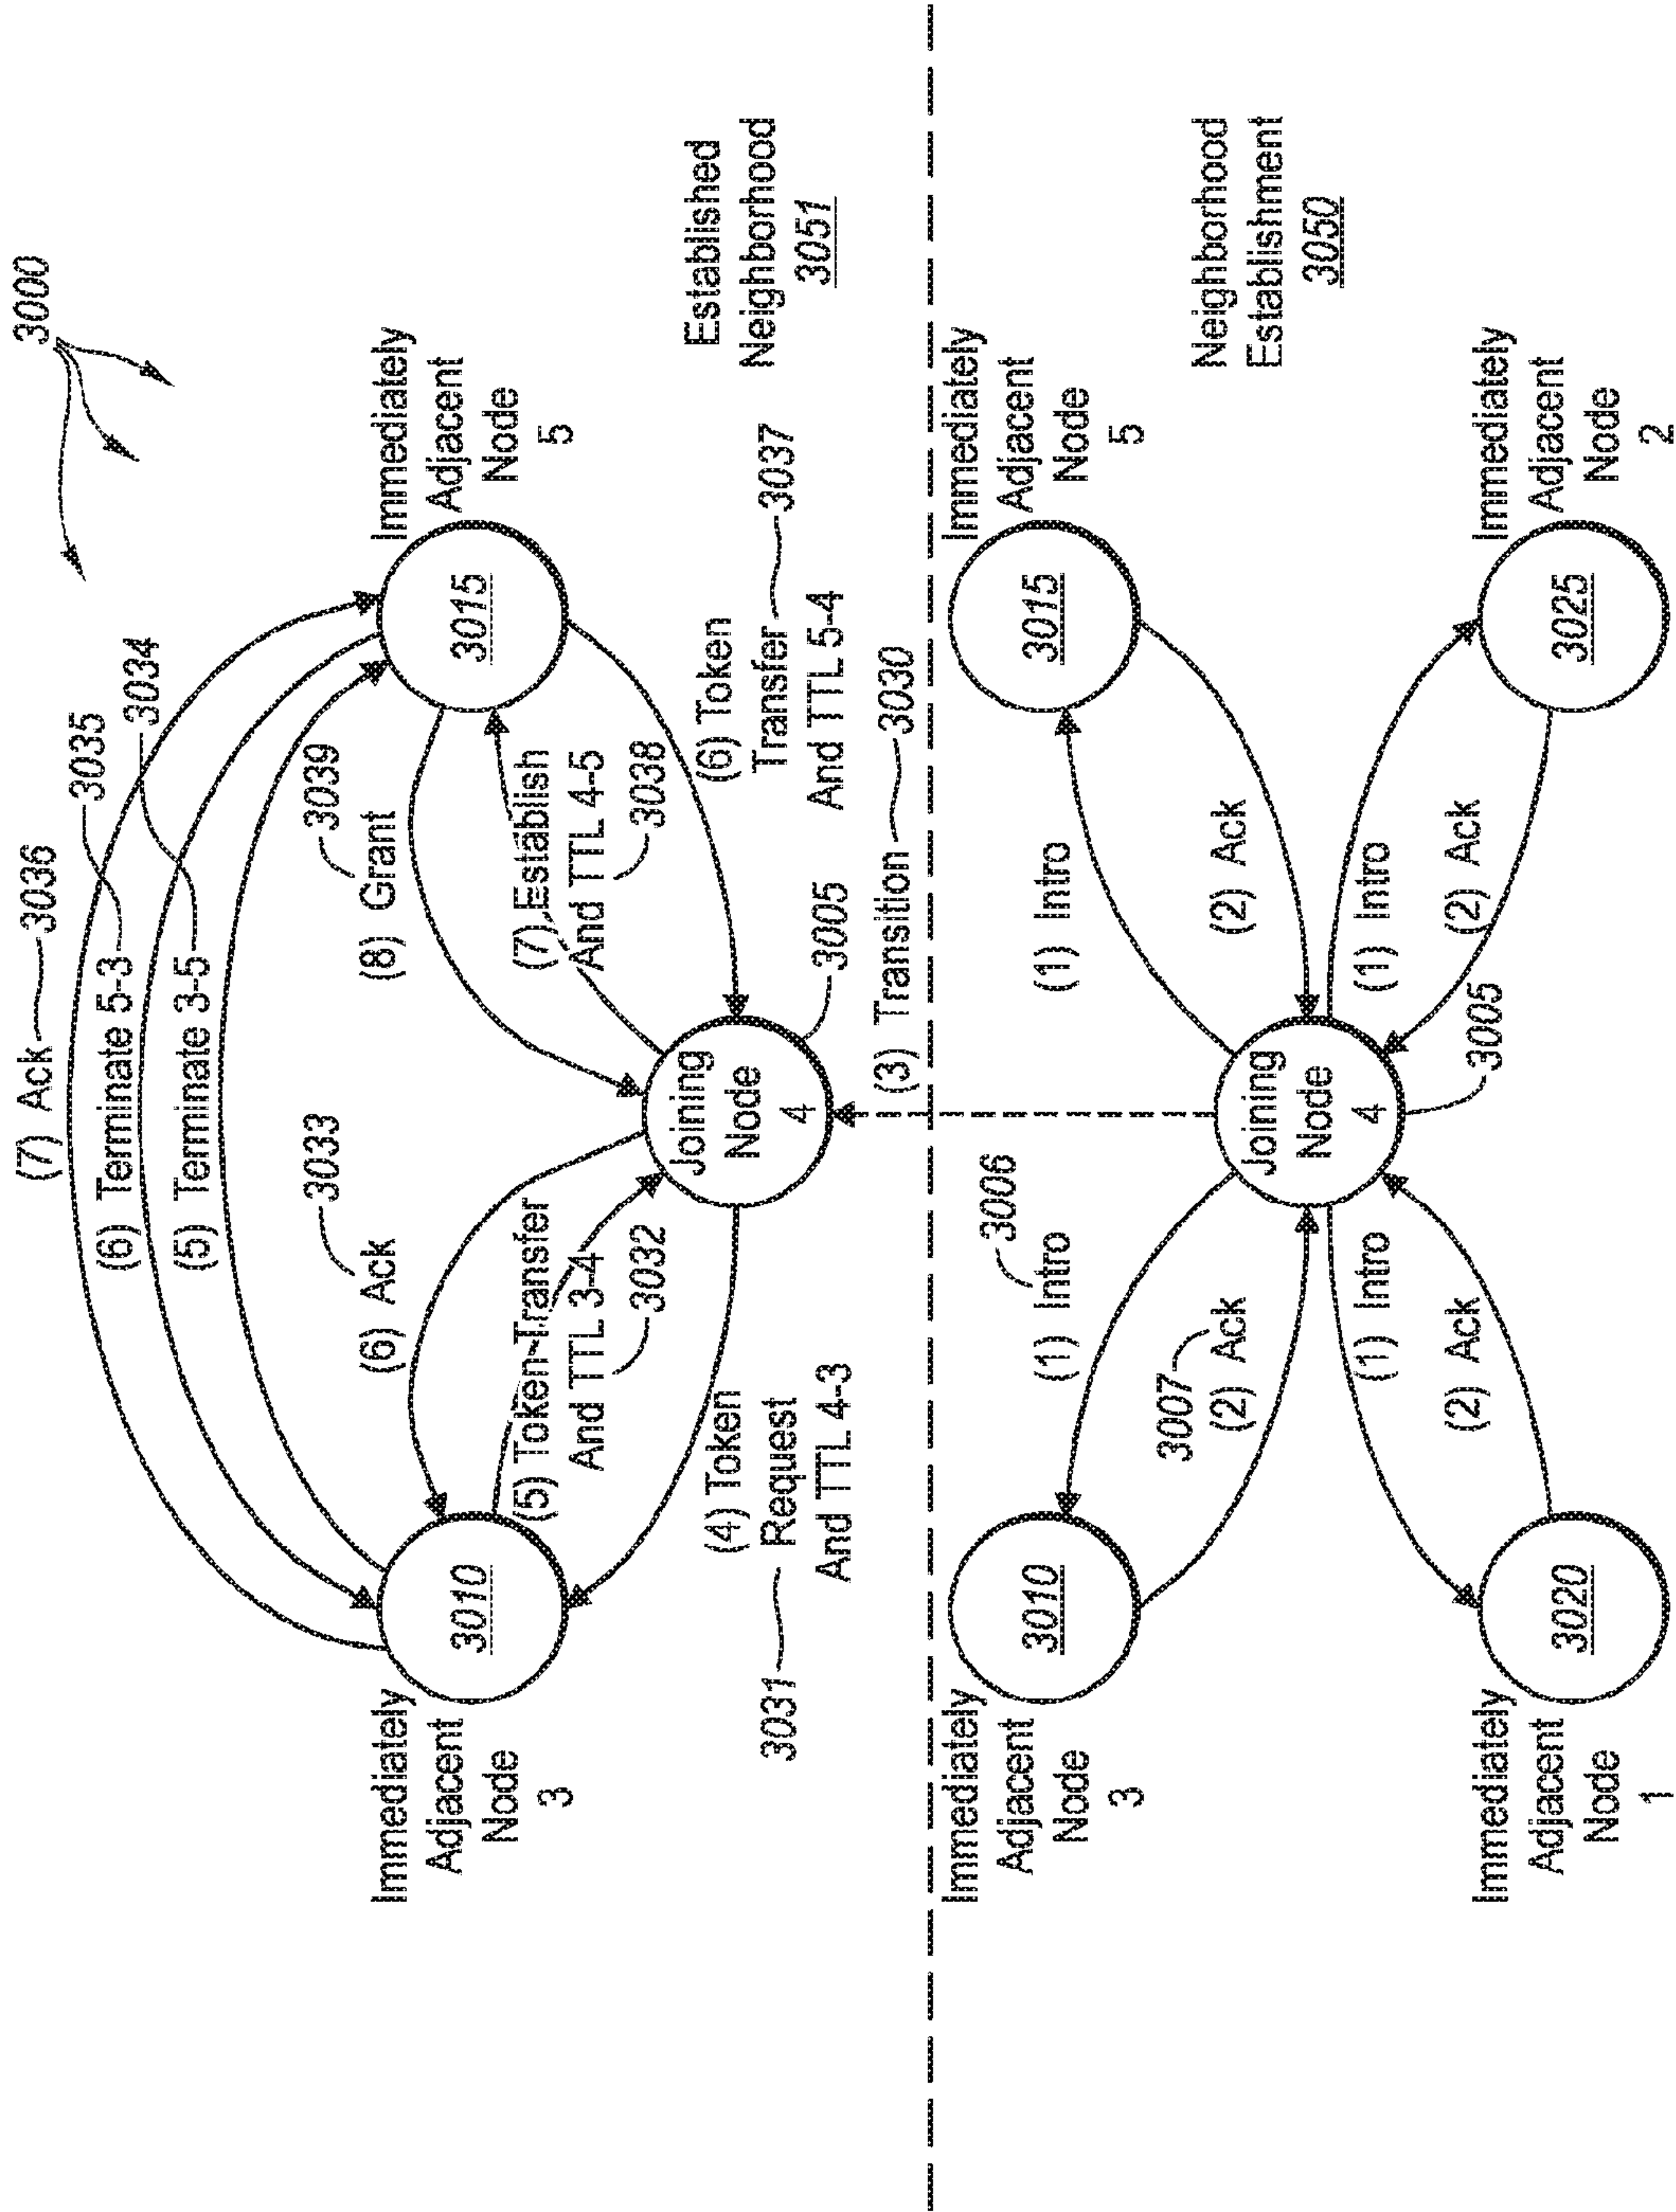 3000
(7) Ack
3036
3035
(6) Terminate 5-3
3034
(5) Terminate 3-5
3033
(6) Ack
3039
(8) Grant
Immediately
Adjacent
Node
3
3010
Immediately
Adjacent
Node
5
3015
(5) Token Transfer
And TTL 3-4
3032
(7) Establish
And TTL 4-5
3038
Joining
Node
4
3005
(4) Token
Request
And TTL 4-3
3031
(6) Token
Transfer
And TTL 5-4
3037
Established
Neighborhood
3051
(3) Transition
3030
Immediately
Adjacent
Node
3
3010
Immediately
Adjacent
Node
5
3015
3006
(1) Intro
3007
(2) Ack
(1) Intro
(2) Ack
Joining
Node
4
3005
(1) Intro
(2) Ack
(1) Intro
(2) Ack
Neighborhood
Establishment
3050
Immediately
Adjacent
Node
1
3020
Immediately
Adjacent
Node
2
3025